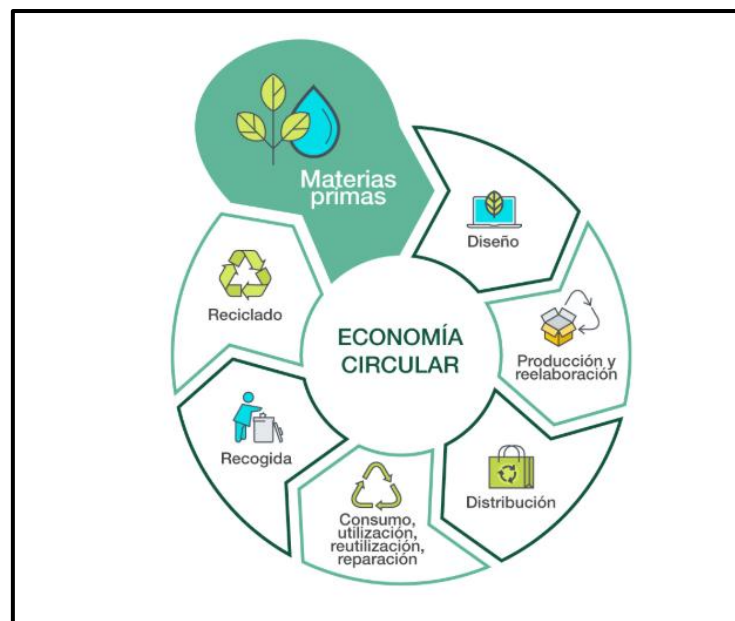 Materias
primas
Diseño
Producción y
reelaboración
Distribución
Consumo,
utilización,
reutilización,
reparación
Recogida
Reciclado
ECONOMÍA
CIRCULAR